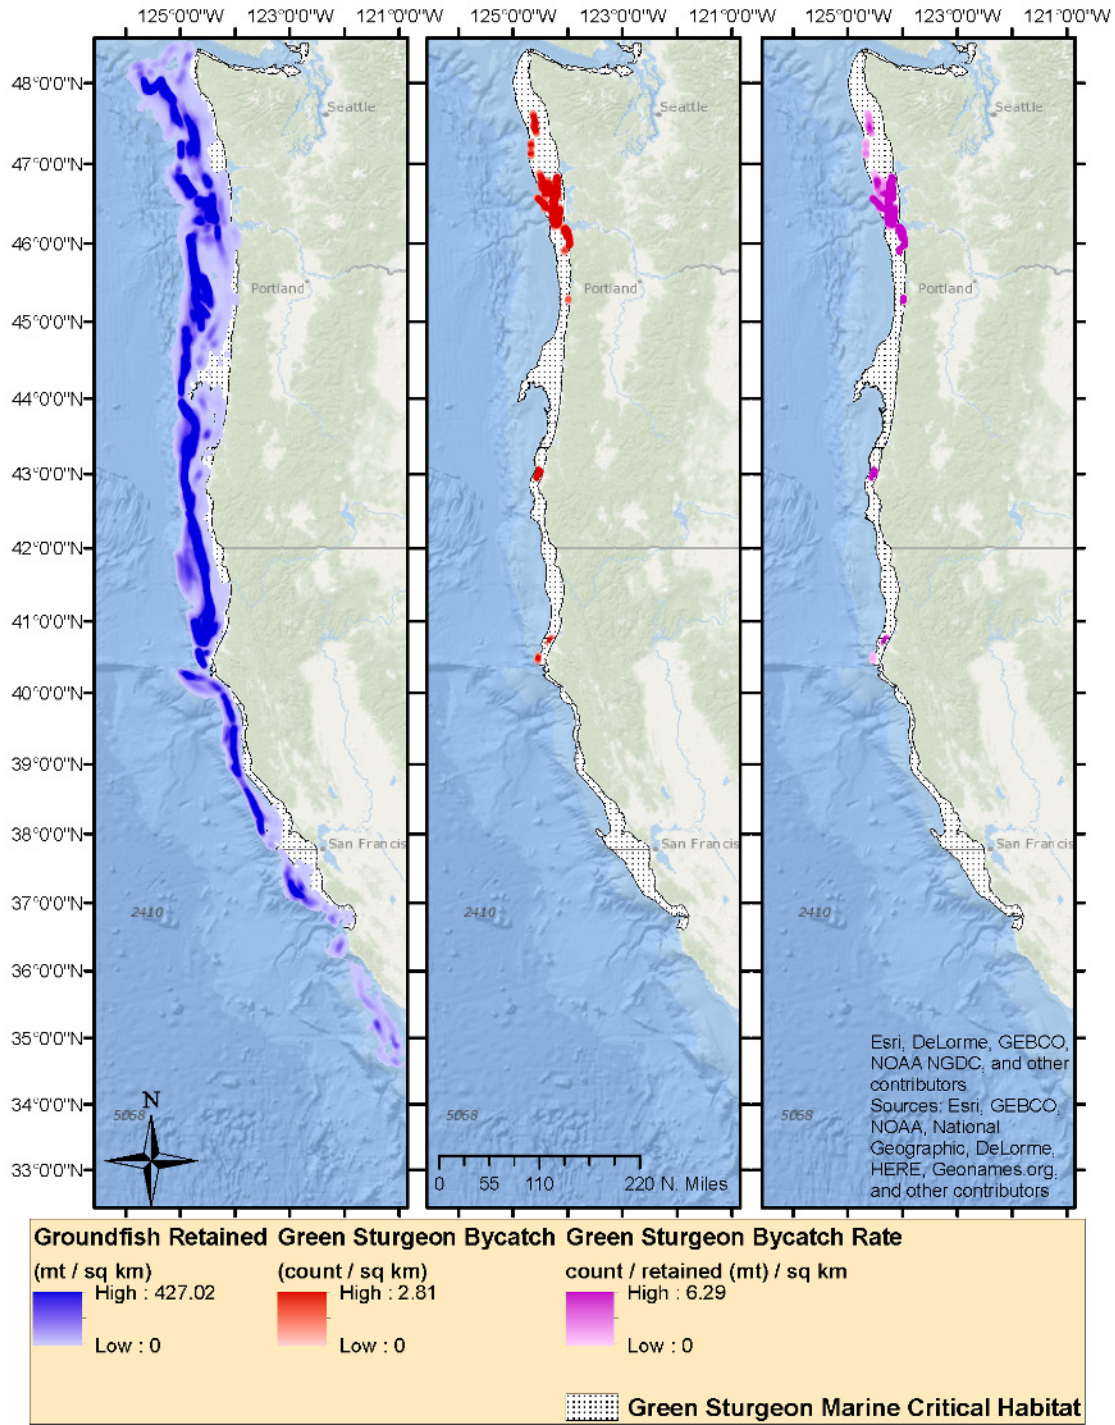 125°0'0"W 123°0'0"W 121°0'0"W 125°0'0"W 123°0'0"W 121°0'0"W 125°0'0"W 123°0'0"W 121°0'0"W
48°0'0"N
Seattle Seattle
47°0'0"N
46°0'0"N
Portland Portland Portland
45°0'0"N
44°0'0"N
43°0'0"N
42°0'0"N
41°0'0"N
40°0'0"N
39°0'0"N
38°0'0"N
San Francis San Francis San Francis
37°0'0"N
2410 2410 2410
36°0'0"N
35°0'0"N
34°0'0"N
5068 5068 5068
33°0'0"N
N
0 55 110 220 N. Miles
Esri, DeLorme, GEBCO,
NOAA NGDC, and other
contributors
Sources: Esri, GEBCO,
NOAA, National
Geographic, DeLorme,
HERE, Geonames.org,
and other contributors
Groundfish Retained
(mt / sq km)
High : 427.02
Low : 0
Green Sturgeon Bycatch
(count / sq km)
High : 2.81
Low : 0
Green Sturgeon Bycatch Rate
count / retained (mt) / sq km
High : 6.29
Low : 0
Green Sturgeon Marine Critical Habitat